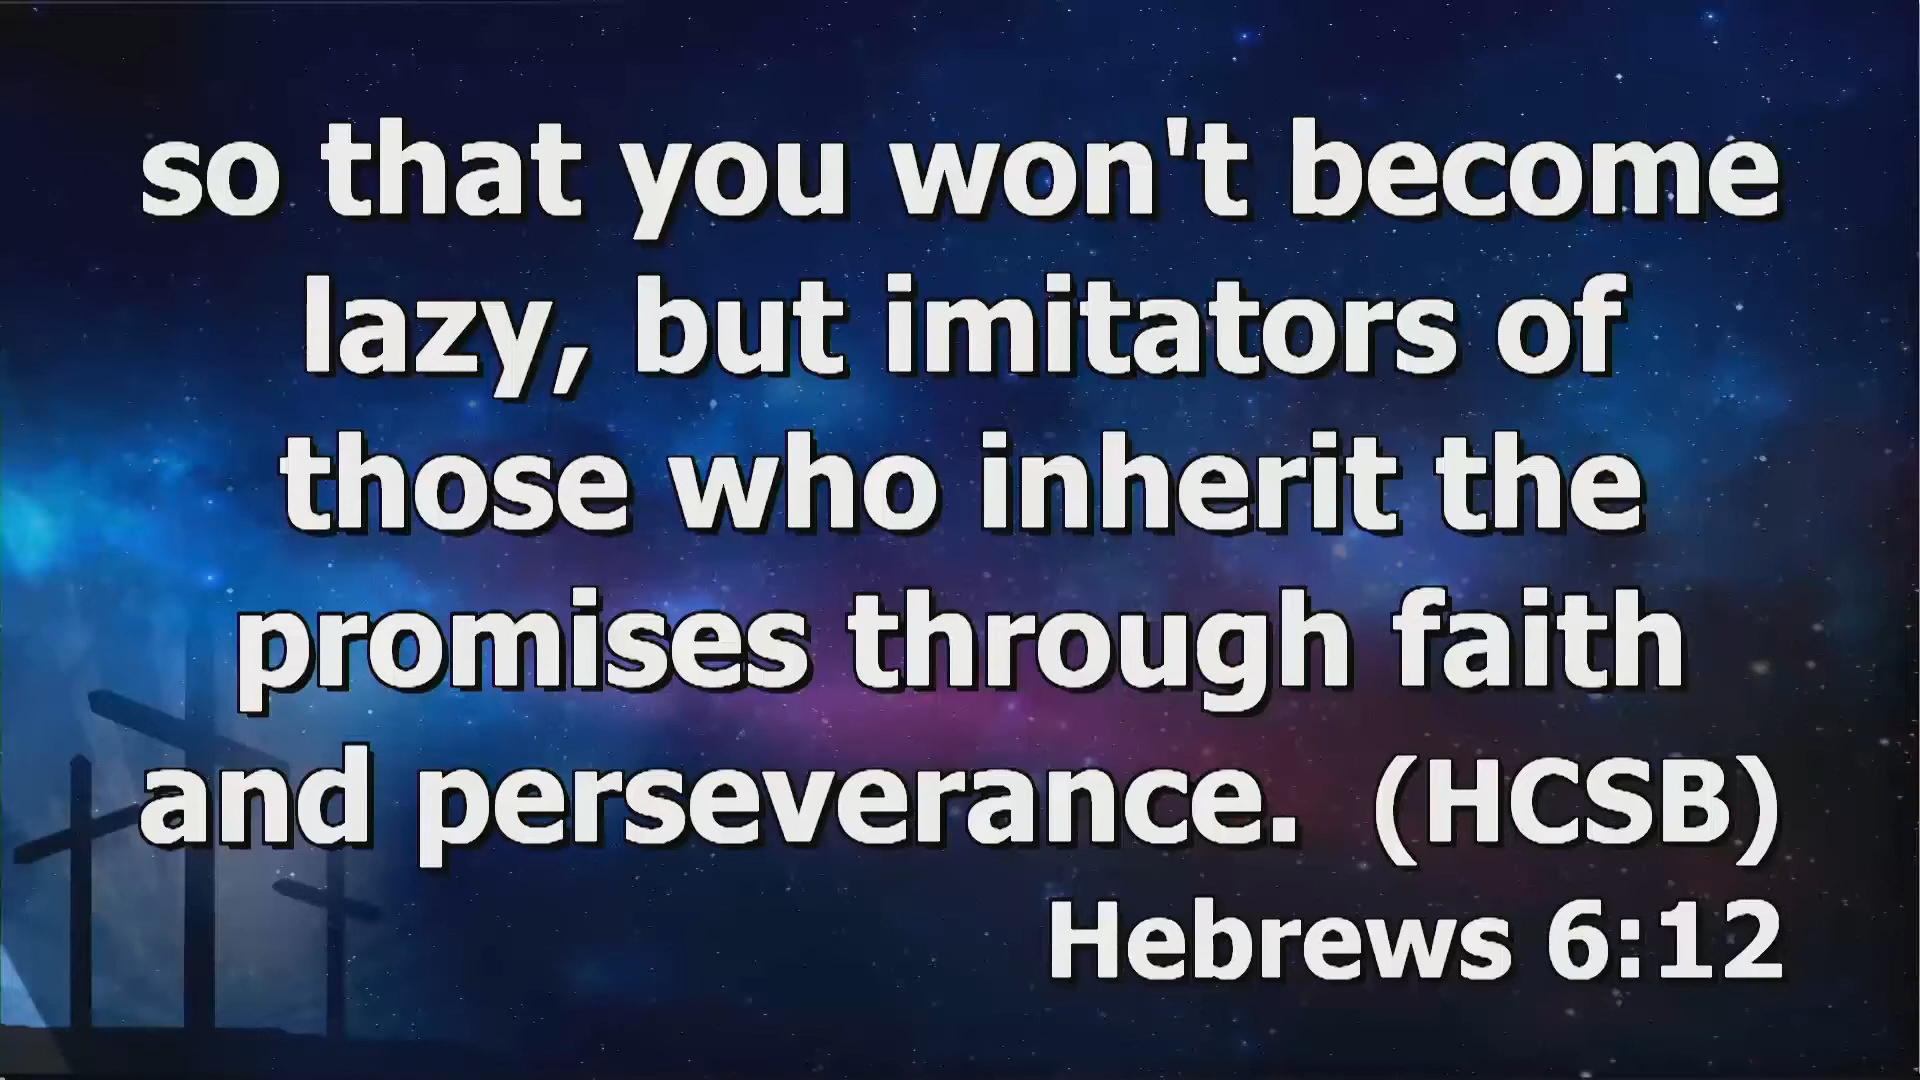 so that you won't become
lazy, but imitators of
those who inherit the
promises through faith
and perseverance.  (HCSB)
Hebrews 6:12